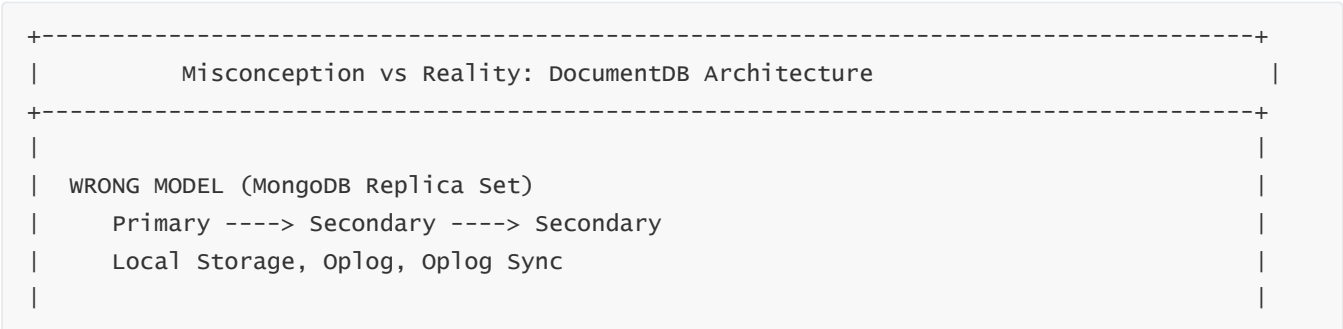 +--------------------------------------------------------------------------------------+
|          Misconception vs Reality: DocumentDB Architecture                            |
+--------------------------------------------------------------------------------------+
|                                                                                      |
|  WRONG MODEL (MongoDB Replica Set)                                                   |
|     Primary ----> Secondary ----> Secondary                                          |
|     Local Storage, Oplog, Oplog Sync                                                 |
|                                                                                      |